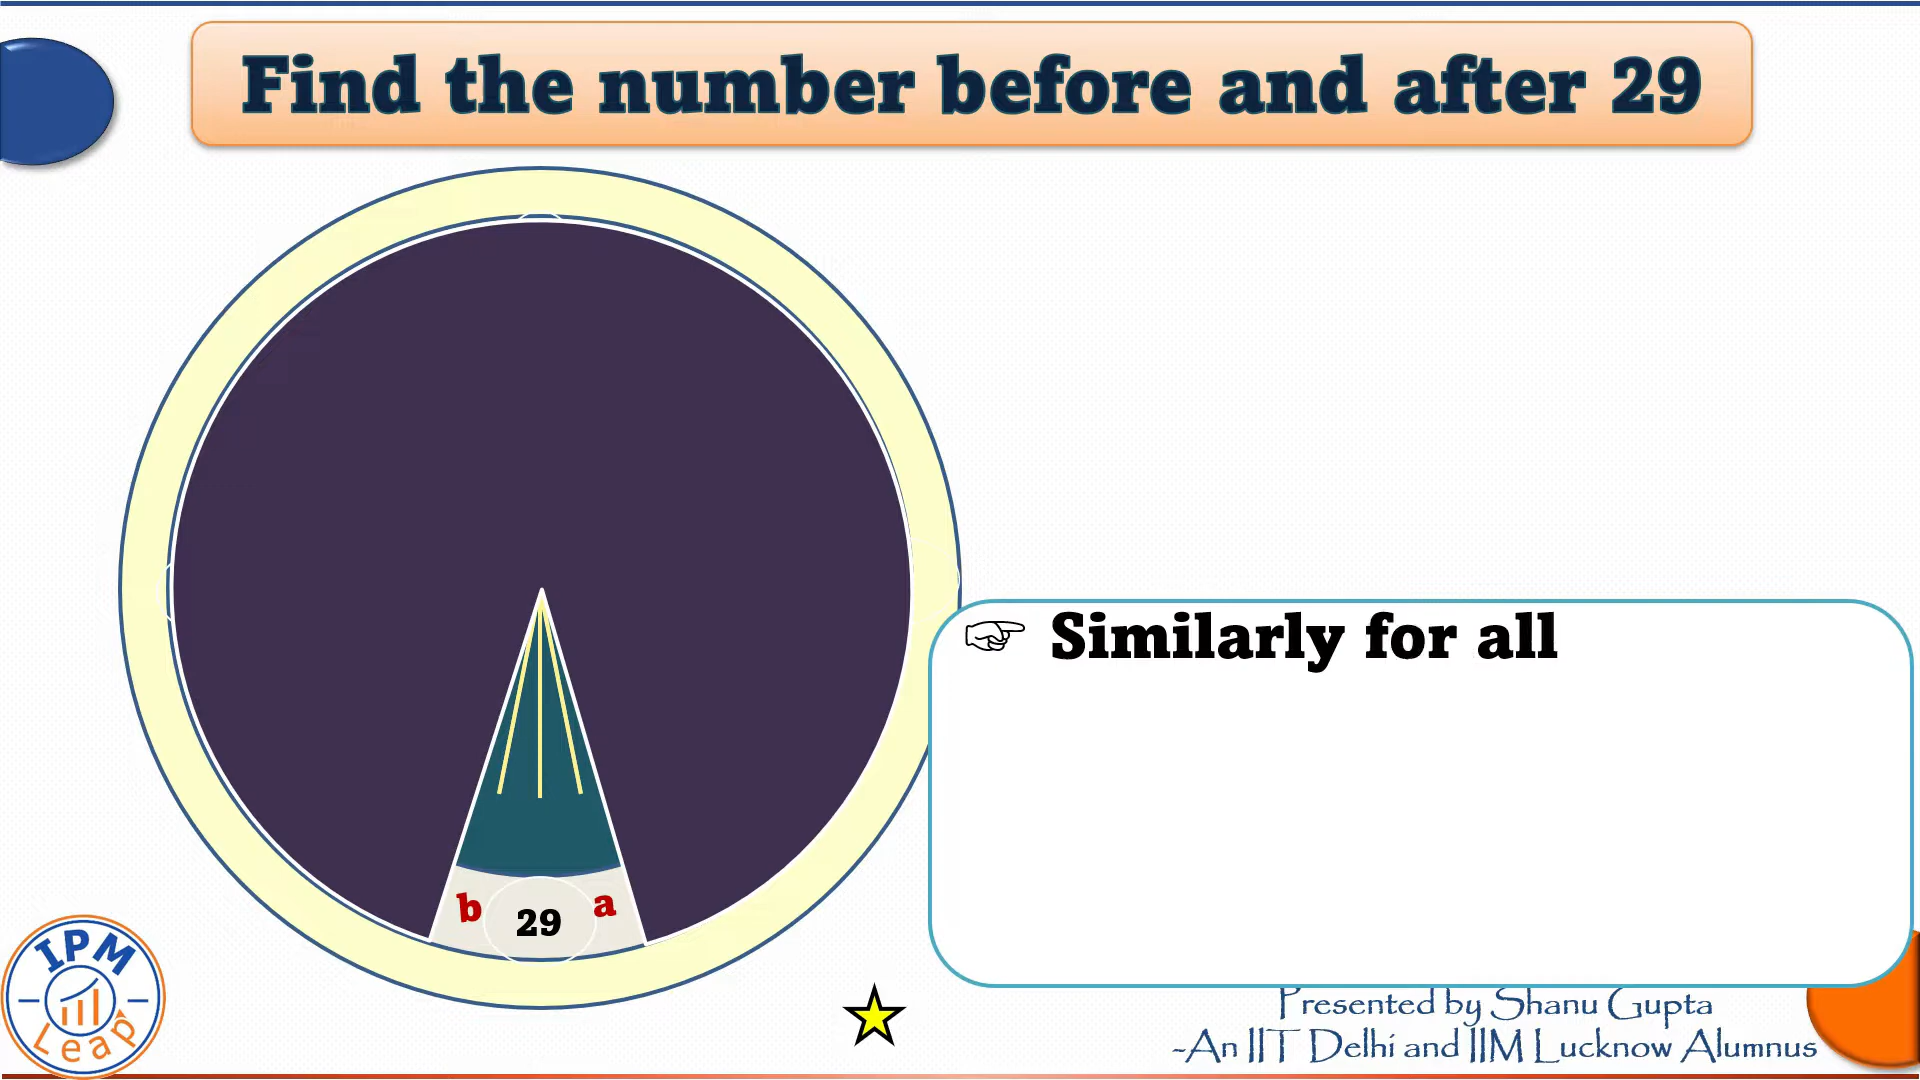 Find the number before and after 29
☞ Similarly for all
b 29 a
IPM
Leap
Presented by Shanu Gupta
-An IIT Delhi and IIM Lucknow Alumnus